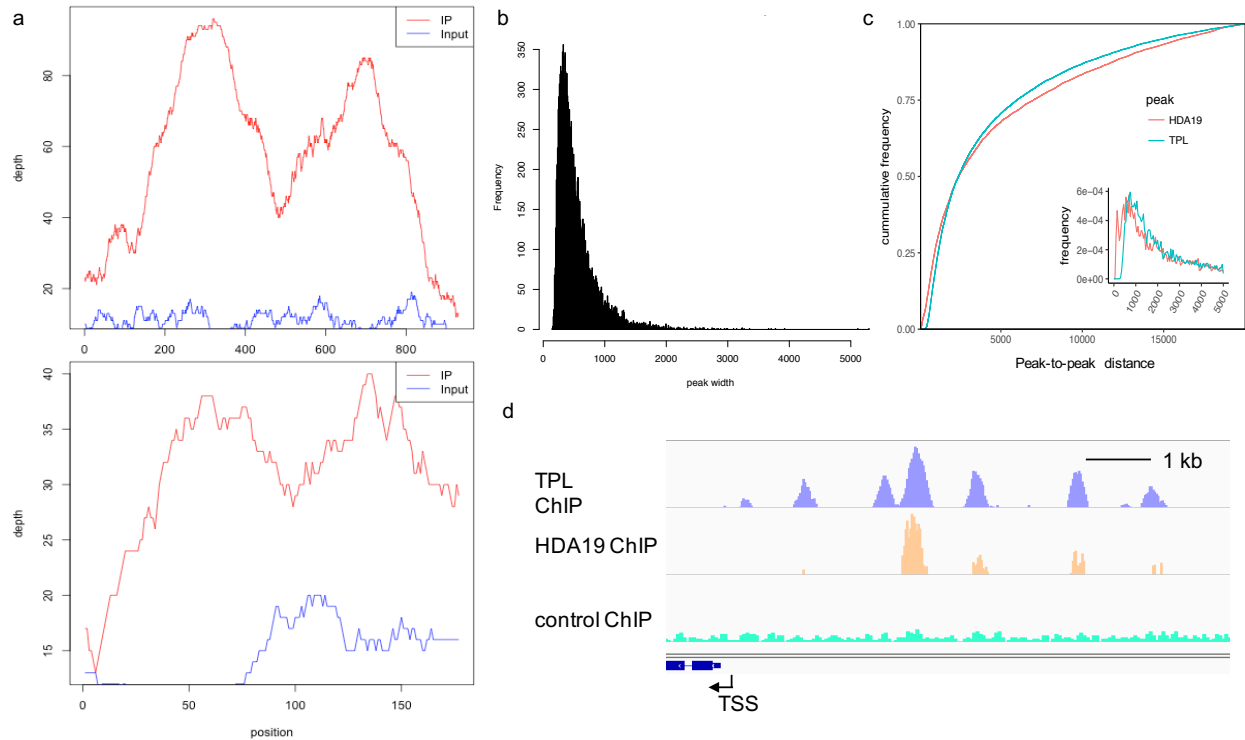 a
IP
Input
depth
80
60
40
20
0
200
400
600
800
IP
Input
depth
40
35
30
25
20
15
0
50
100
150
position
b
Frequency
350
300
250
200
150
100
50
0
0
1000
2000
3000
4000
5000
peak width
c
cummulative frequency
1.00
0.75
0.50
0.25
0.00
5000
10000
15000
Peak-to-peak distance
peak
HDA19
TPL
frequency
6e−04
4e−04
2e−04
0e+00
0
1000
2000
3000
4000
5000
d
1 kb
TPL
ChIP
HDA19 ChIP
control ChIP
TSS